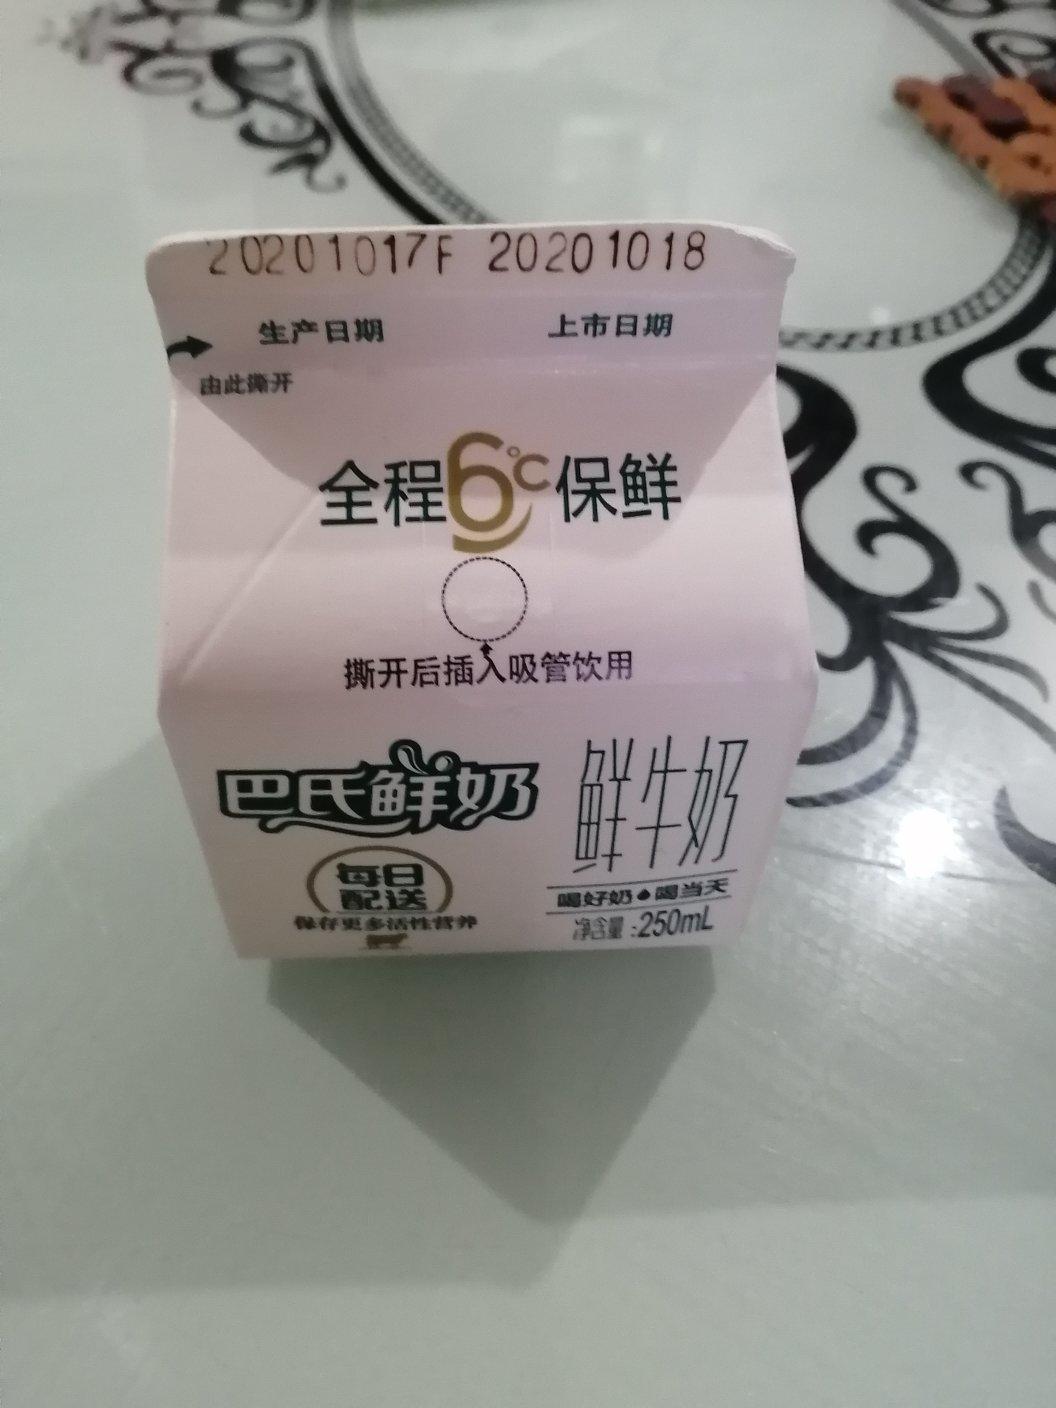 20201017F 20201018
生产日期 上市日期
由此撕开
全程6℃保鲜
撕开后插入吸管饮用
巴氏鲜奶
鲜牛奶
每日
配送
保存更多活性营养
喝好奶 喝当天
净含量:250mL